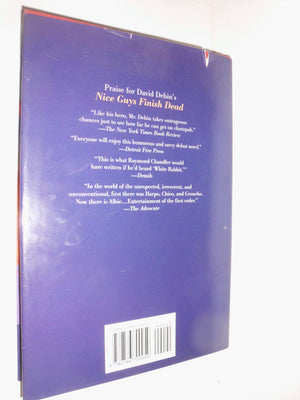 Praise for David Debin's
Nice Guys Finish Dead
"Like his hero, Mr. Debin takes outrageous
chances just to see how far he can get on chutzpah."
—The New York Times Book Review
"Everyone will enjoy this humorous and savvy debut novel."
—Detroit Free Press
"This is what Raymond Chandler would
have written if he'd heard 'White Rabbit.'"
—Details
"In the world of the unexpected, irreverent, and
unconventional, first there was Harpo, Chico, and Groucho.
Now there is Albie...Entertainment of the first order."
—The Advocate